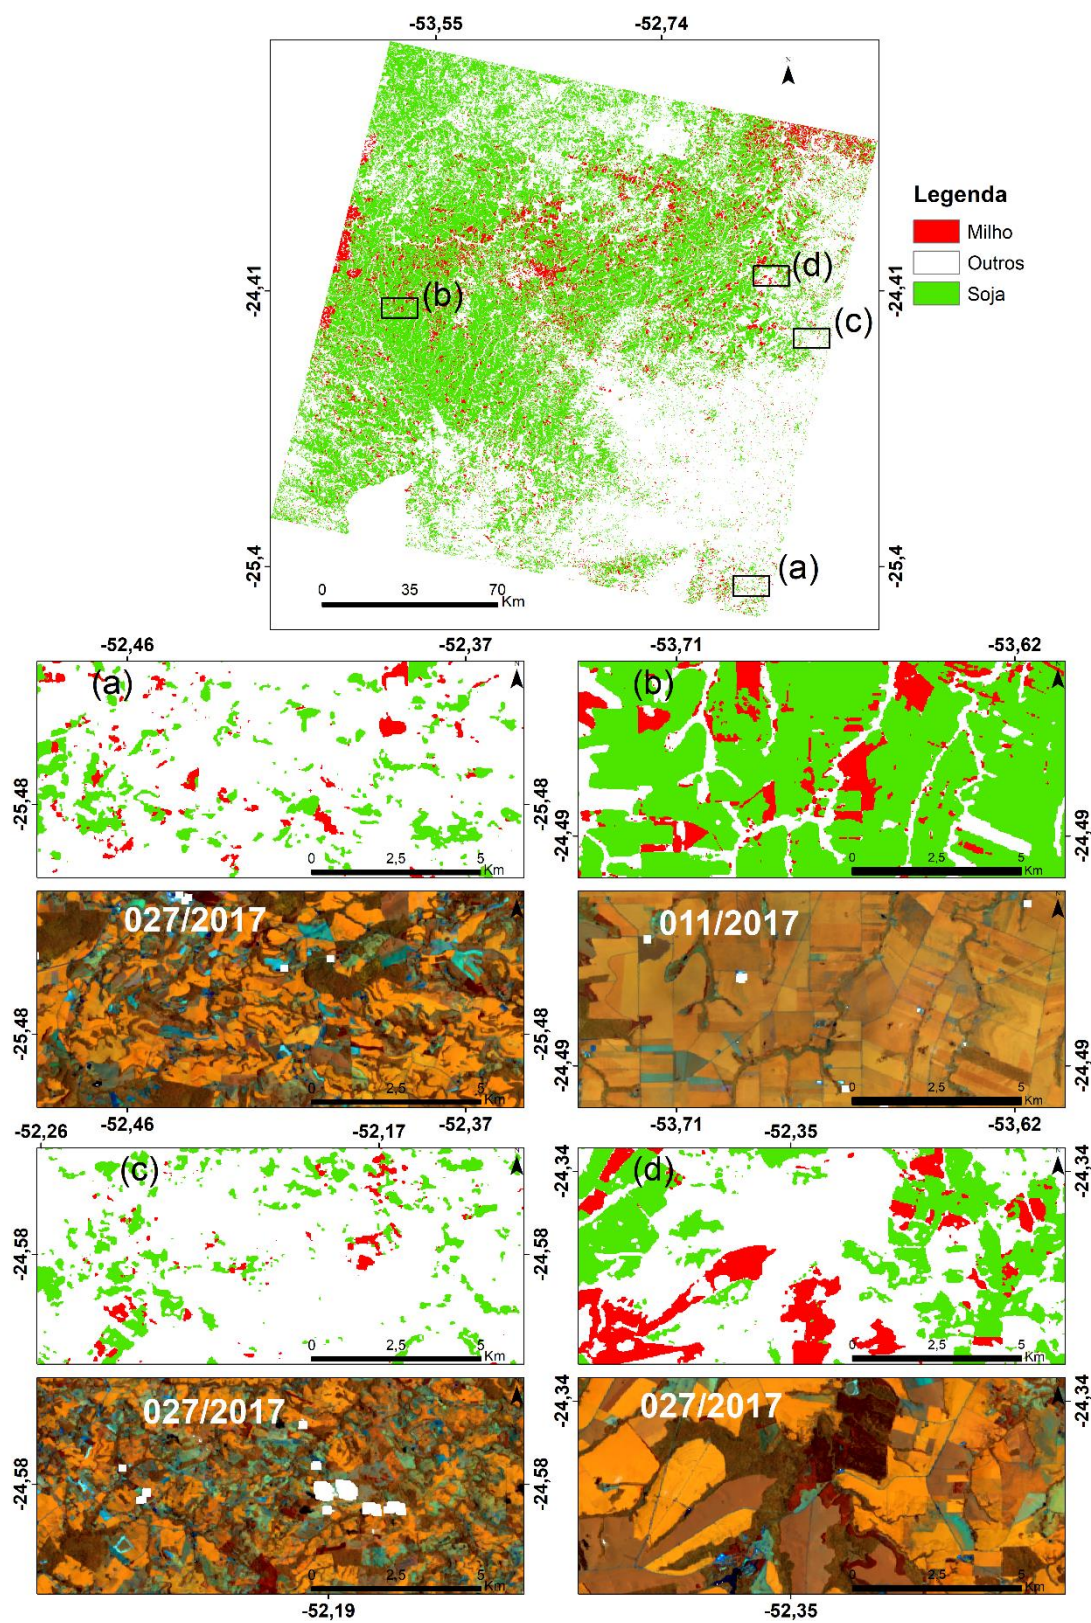 -53,55 -52,74
N
Legenda
Milho
Outros
Soja
-24,41
-25,4
(d)
(b)
(c)
(a)
0 35 70
Km
-52,46 -52,37
-53,71 -53,62
(a)
(b)
-25,48
-25,48
-24,49
-24,49
0 2,5 5
Km
0 2,5 5
Km
027/2017
011/2017
-25,48
-25,48
-24,49
-24,49
0 2,5 5
Km
0 2,5 5
Km
-52,26 -52,46 -52,17 -52,37
-53,71 -52,35 -53,62
(c)
(d)
-24,58
-24,58
-24,34
-24,34
0 2,5 5
Km
0 2,5 5
Km
027/2017
027/2017
-24,58
-24,58
-24,34
-24,34
0 2,5 5
Km
0 2,5 5
Km
-52,19
-52,35